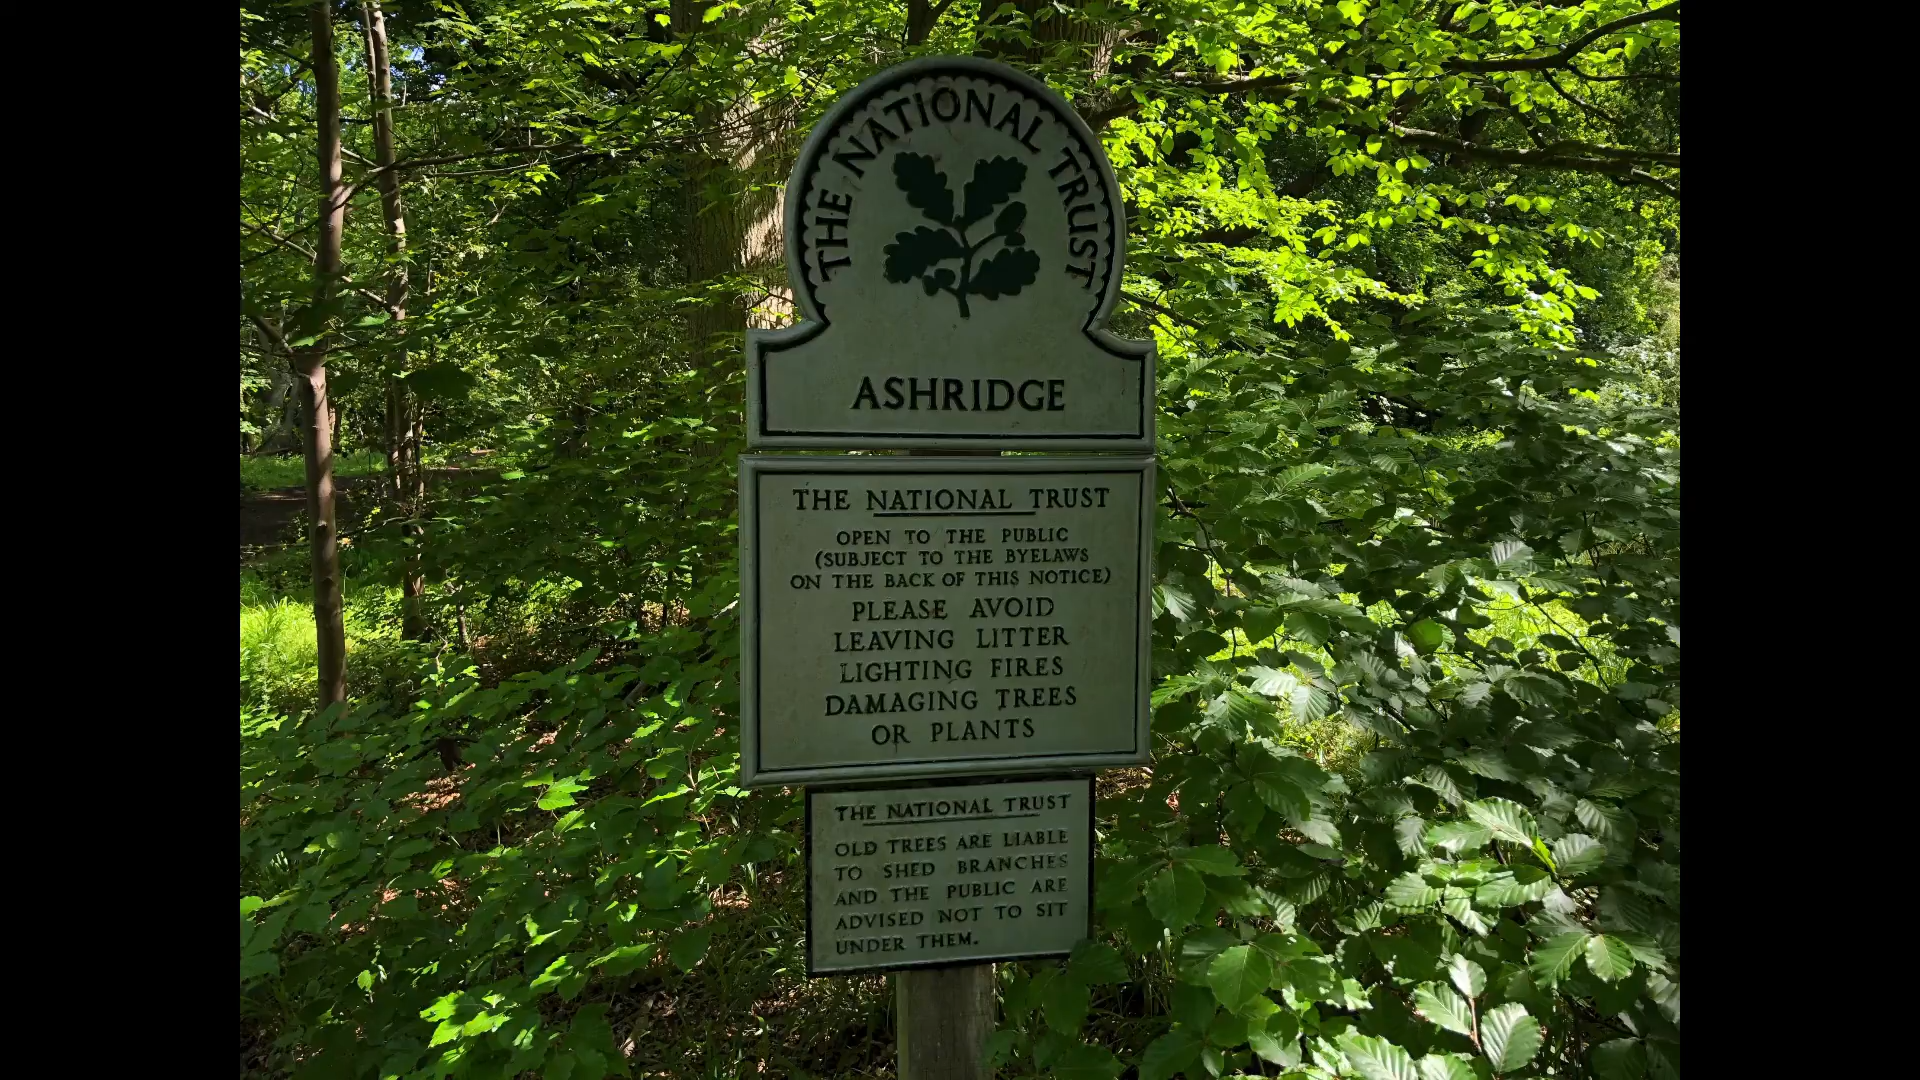 THE NATIONAL TRUST
ASHRIDGE
THE NATIONAL TRUST
OPEN TO THE PUBLIC
(SUBJECT TO THE BYELAWS
ON THE BACK OF THIS NOTICE)
PLEASE AVOID
LEAVING LITTER
LIGHTING FIRES
DAMAGING TREES
OR PLANTS
THE NATIONAL TRUST
OLD TREES ARE LIABLE
TO SHED BRANCHES
AND THE PUBLIC ARE
ADVISED NOT TO SIT
UNDER THEM.